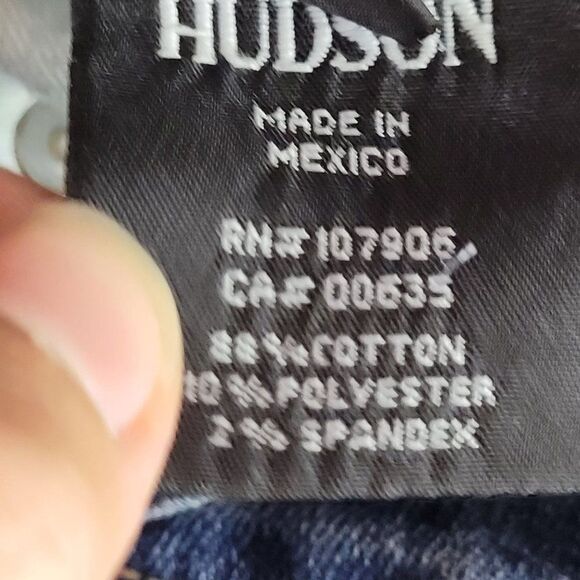 HUDSON
MADE IN
MEXICO
RN# 107906
CA# 00635
88% COTTON
10% POLYESTER
2% SPANDEX